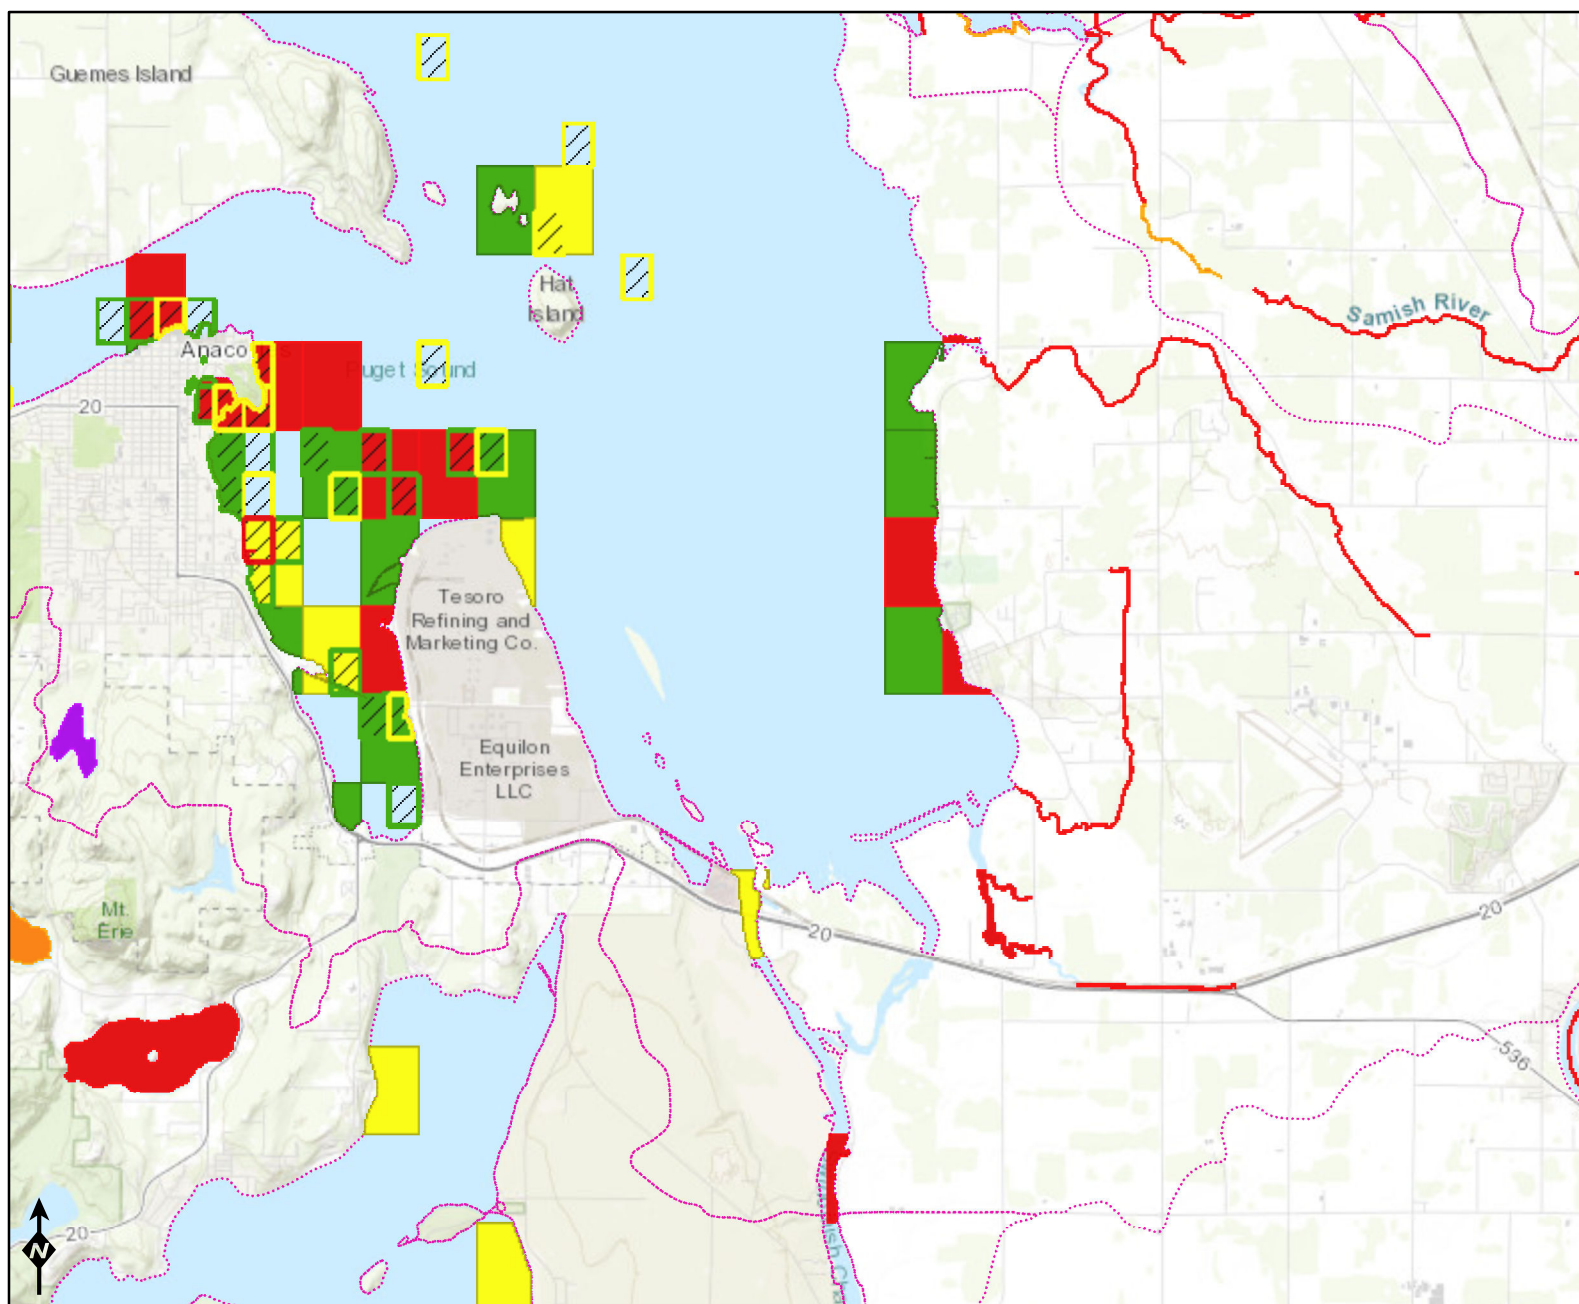 Guemes Island
Hat
Island
Samish River
Puget Sound
20
Tesoro
Refining and
Marketing Co.
Equilon
Enterprises
LLC
Mt.
Erie
20
20
536
20
N